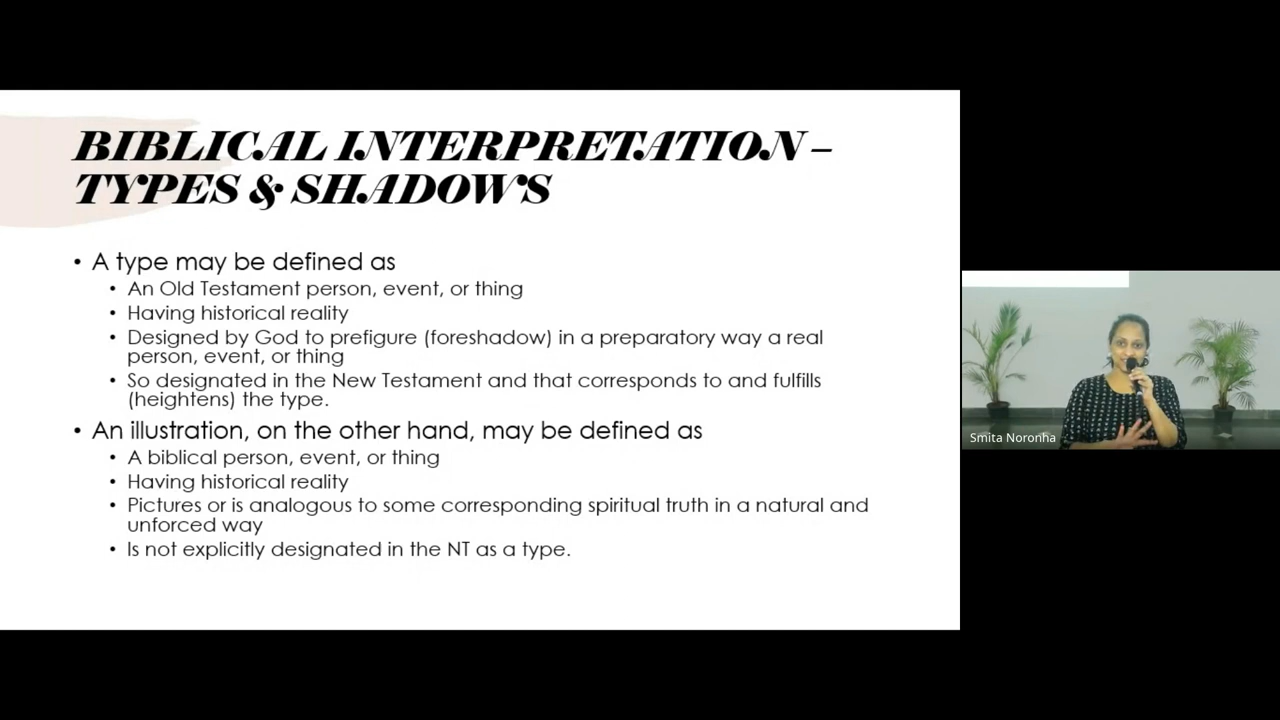 BIBLICAL INTERPRETATION –
TYPES & SHADOWS
• A type may be defined as
• An Old Testament person, event, or thing
• Having historical reality
• Designed by God to prefigure (foreshadow) in a preparatory way a real
person, event, or thing
• So designated in the New Testament and that corresponds to and fulfills
(heightens) the type.
• An illustration, on the other hand, may be defined as
• A biblical person, event, or thing
• Having historical reality
• Pictures or is analogous to some corresponding spiritual truth in a natural and
unforced way
• Is not explicitly designated in the NT as a type.
Smita Noronha